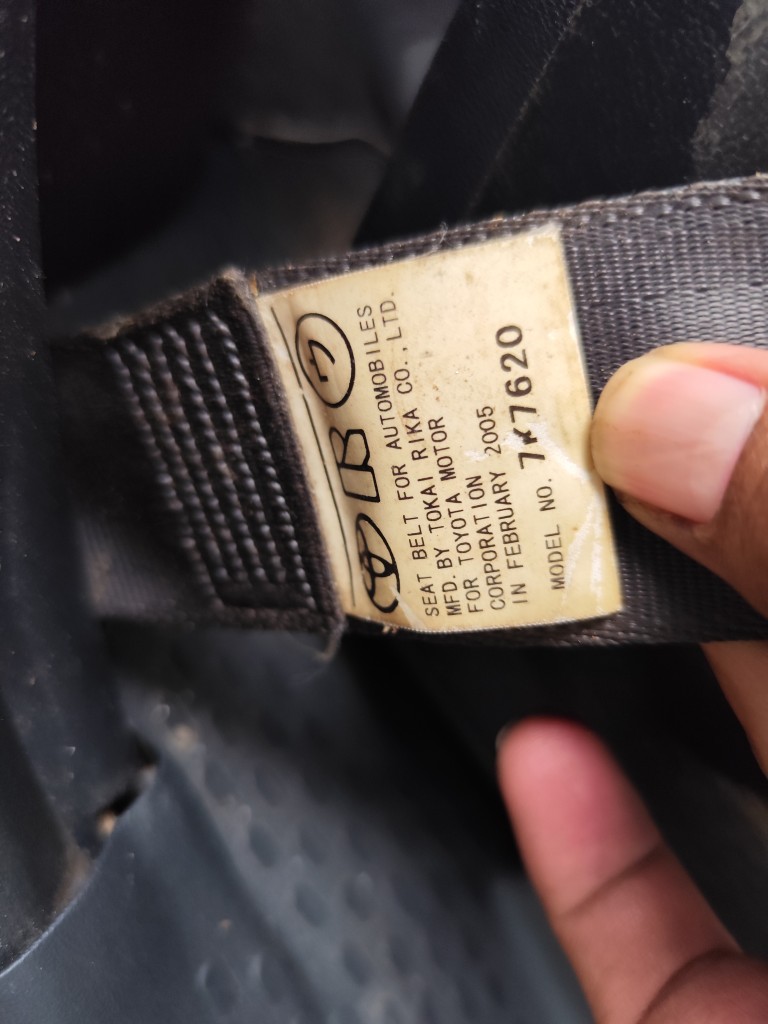 SEAT BELT FOR AUTOMOBILES
MFD. BY TOKAI RIKA CO., LTD.
FOR TOYOTA MOTOR
CORPORATION
IN FEBRUARY 2005
MODEL NO.